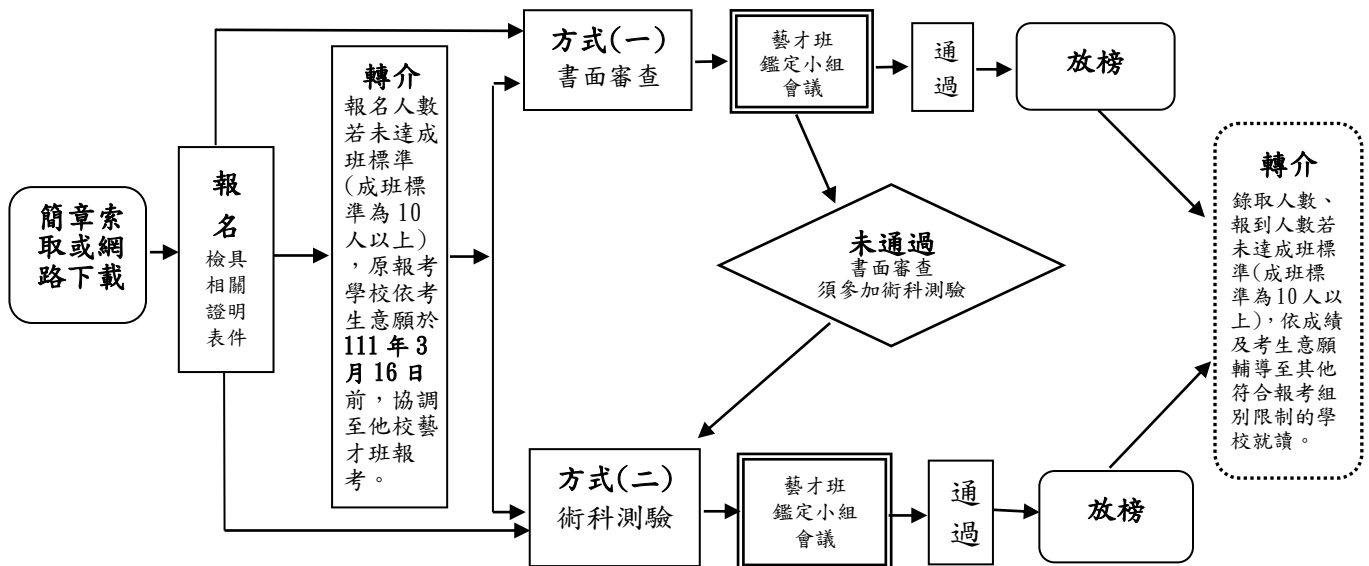 簡章索
取或網
路下載
報
名
檢具
相關
證明
表件
轉介
報名人數
若未達成
班標準
(成班標
準為 10
人以上)
,原報考
學校依考
生意願於
111 年 3
月 16 日
前,協調
至他校藝
才班報
考。
方式(一)
書面審查
藝才班
鑑定小組
會議
通
過
放榜
未通過
書面審查
須參加術科測驗
方式(二)
術科測驗
藝才班
鑑定小組
會議
通
過
放榜
轉介
錄取人數、
報到人數若
未達成班標
準(成班標
準為10人以
上),依成績
及考生意願
輔導至其他
符合報考組
別限制的學
校就讀。